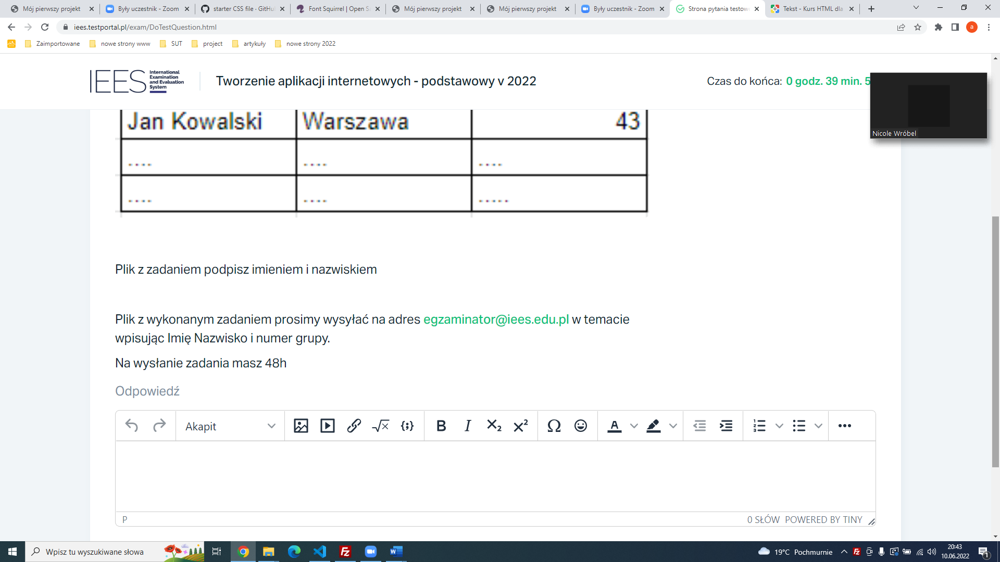 Mój pierwszy projekt
Były uczestnik - Zoom
starter CSS file · GitHu
Font Squirrel | Open S
Mój pierwszy projekt
Mój pierwszy projekt
Były uczestnik - Zoom
Strona pytania testow
Tekst - Kurs HTML dla
iees.testportal.pl/exam/DoTestQuestion.html
a
Zaimportowane
nowe strony www
SUT
project
artykuły
nowe strony 2022
IEES International
Examination
and Evaluation
System
Tworzenie aplikacji internetowych - podstawowy v 2022
Czas do końca: 0 godz. 39 min. 5
Nicole Wróbel
Jan Kowalski Warszawa 43
.... .... ....
.... .... .....
Plik z zadaniem podpisz imieniem i nazwiskiem
Plik z wykonanym zadaniem prosimy wysyłać na adres egzaminator@iees.edu.pl w temacie
wpisując Imię Nazwisko i numer grupy.
Na wysłanie zadania masz 48h
Odpowiedź
Akapit
P
0 SŁÓW POWERED BY TINY
Wpisz tu wyszukiwane słowa
19°C Pochmurnie
20:43
10.06.2022
1